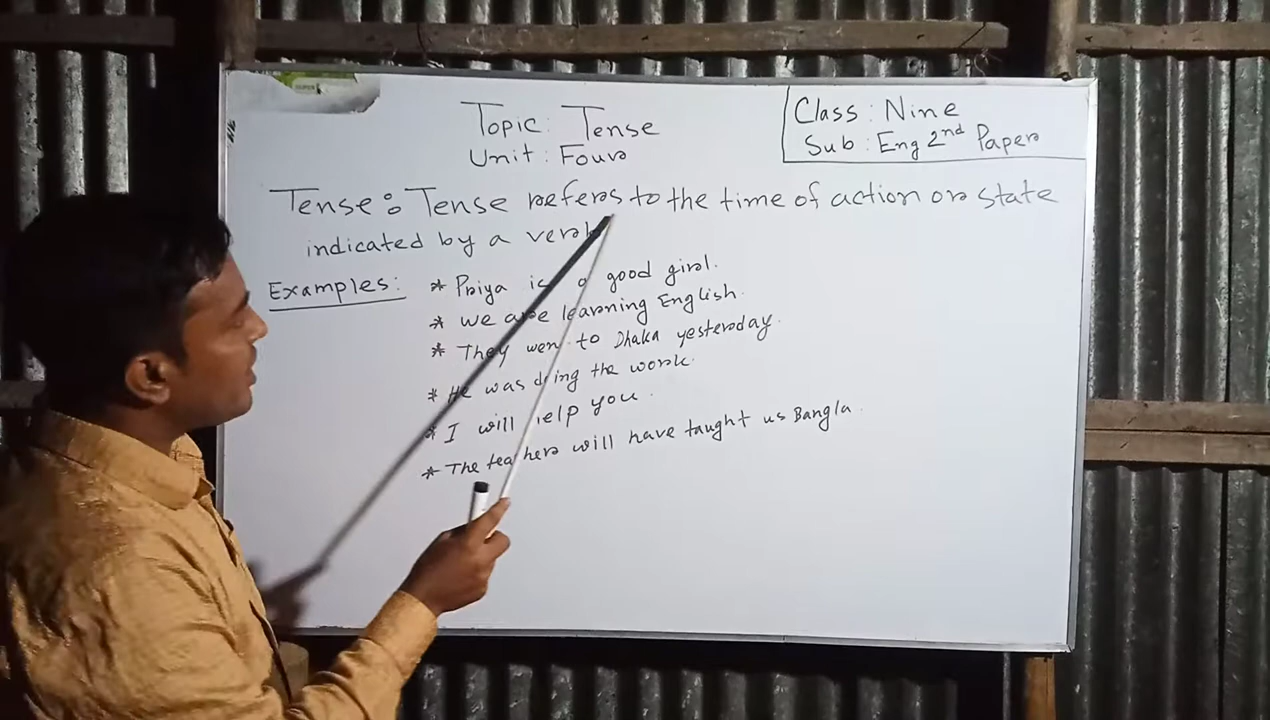 Topic: Tense
Unit: Four
Class: Nine
Sub: Eng 2nd Paper
Tense: Tense refers to the time of action or state
indicated by a verb
Examples:
* Priya is a good girl.
* We are learning English.
* They went to Dhaka yesterday.
* He was doing the work.
* I will help you.
* The teacher will have taught us Bangla.